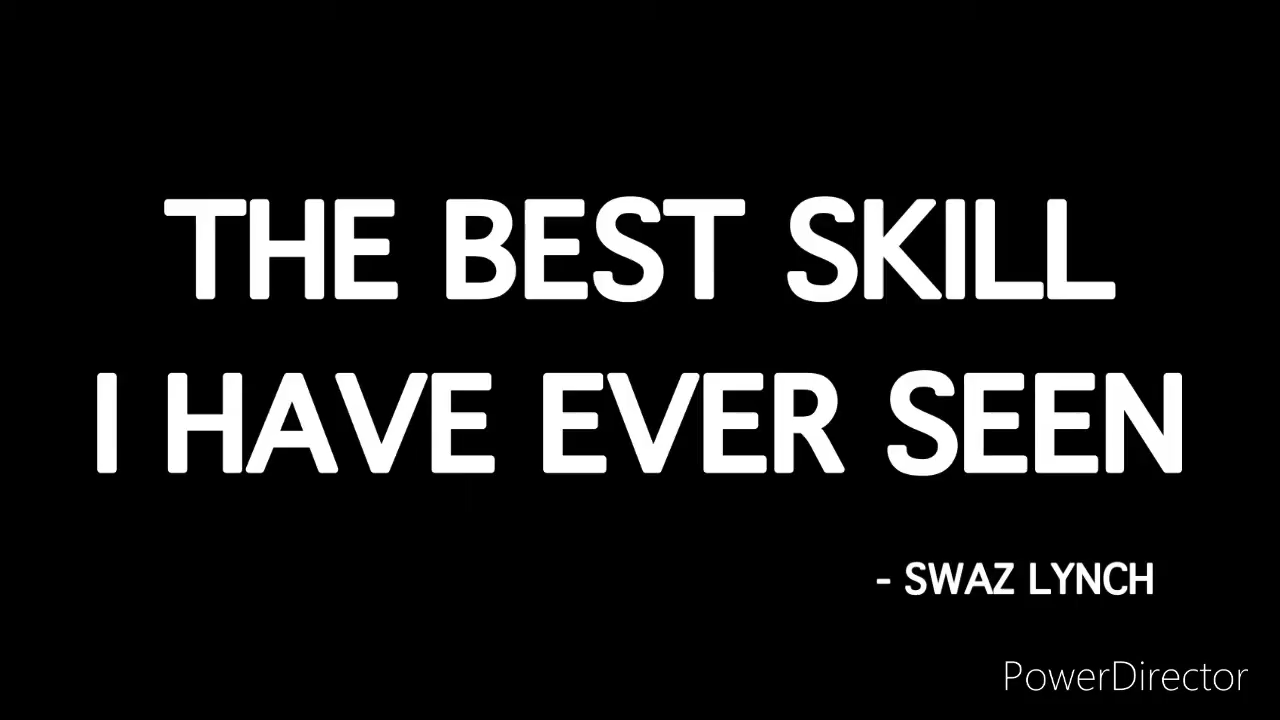 THE BEST SKILL
I HAVE EVER SEEN
- SWAZ LYNCH
PowerDirector